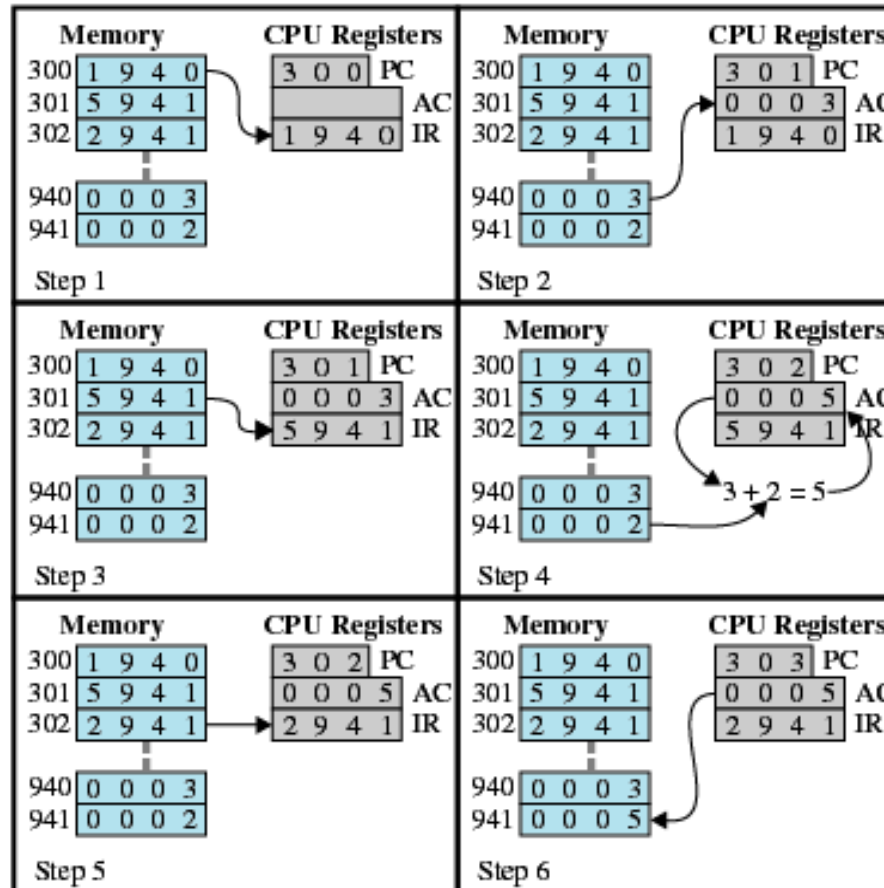 Memory CPU Registers
300 1 9 4 0 3 0 0 PC
301 5 9 4 1 AC
302 2 9 4 1 1 9 4 0 IR
940 0 0 0 3
941 0 0 0 2
Step 1
Memory CPU Registers
300 1 9 4 0 3 0 1 PC
301 5 9 4 1 0 0 0 3 AC
302 2 9 4 1 1 9 4 0 IR
940 0 0 0 3
941 0 0 0 2
Step 2
Memory CPU Registers
300 1 9 4 0 3 0 1 PC
301 5 9 4 1 0 0 0 3 AC
302 2 9 4 1 5 9 4 1 IR
940 0 0 0 3
941 0 0 0 2
Step 3
Memory CPU Registers
300 1 9 4 0 3 0 2 PC
301 5 9 4 1 0 0 0 5 AC
302 2 9 4 1 5 9 4 1 IR
940 0 0 0 3 3 + 2 = 5
941 0 0 0 2
Step 4
Memory CPU Registers
300 1 9 4 0 3 0 2 PC
301 5 9 4 1 0 0 0 5 AC
302 2 9 4 1 2 9 4 1 IR
940 0 0 0 3
941 0 0 0 2
Step 5
Memory CPU Registers
300 1 9 4 0 3 0 3 PC
301 5 9 4 1 0 0 0 5 AC
302 2 9 4 1 2 9 4 1 IR
940 0 0 0 3
941 0 0 0 5
Step 6